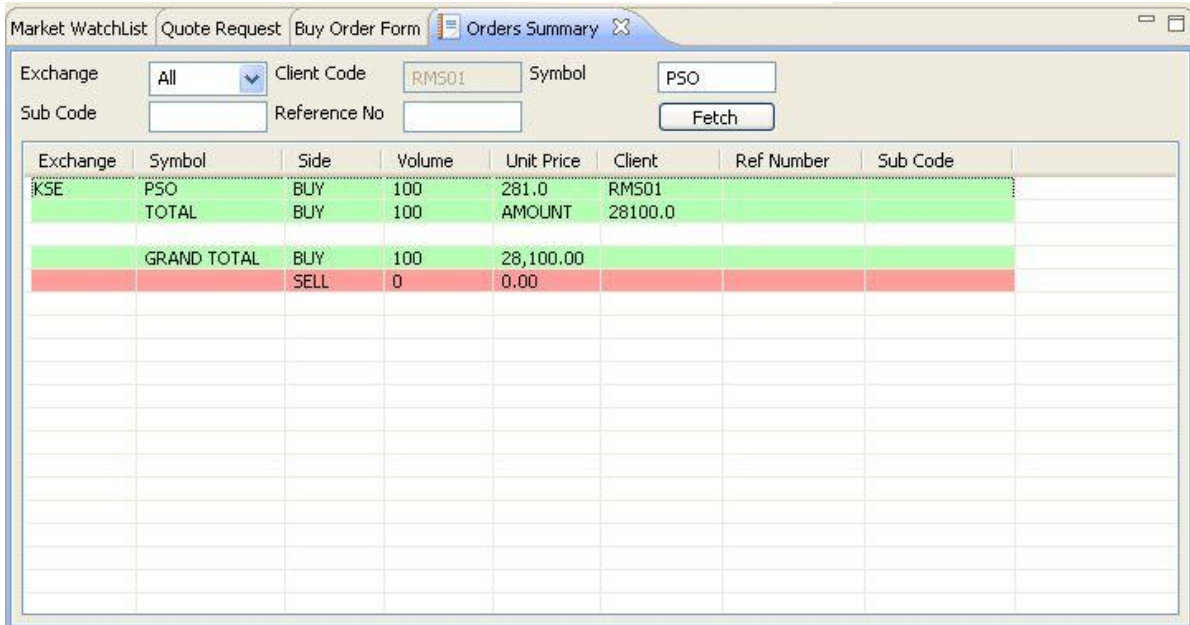 Market WatchList Quote Request Buy Order Form Orders Summary
Exchange All Client Code RMS01 Symbol PSO
Sub Code Reference No Fetch
Exchange Symbol Side Volume Unit Price Client Ref Number Sub Code
KSE PSO BUY 100 281.0 RMS01
TOTAL BUY 100 AMOUNT 28100.0
GRAND TOTAL BUY 100 28,100.00
SELL 0 0.00